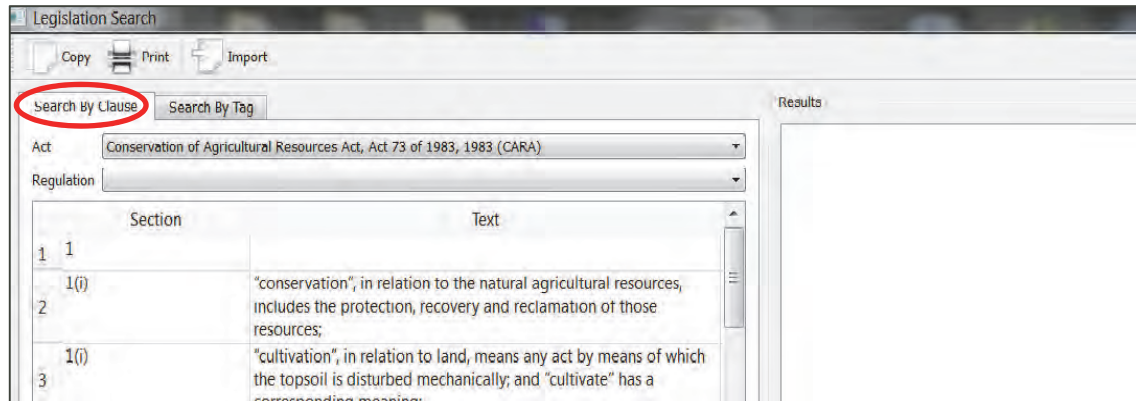 Legislation Search
Copy Print Import
Search By Clause Search By Tag
Results
Act Conservation of Agricultural Resources Act, Act 73 of 1983, 1983 (CARA)
Regulation
Section Text
1 1
2 1(i) "conservation", in relation to the natural agricultural resources,
includes the protection, recovery and reclamation of those
resources;
3 1(i) "cultivation", in relation to land, means any act by means of which
the topsoil is disturbed mechanically; and "cultivate" has a
corresponding meaning;